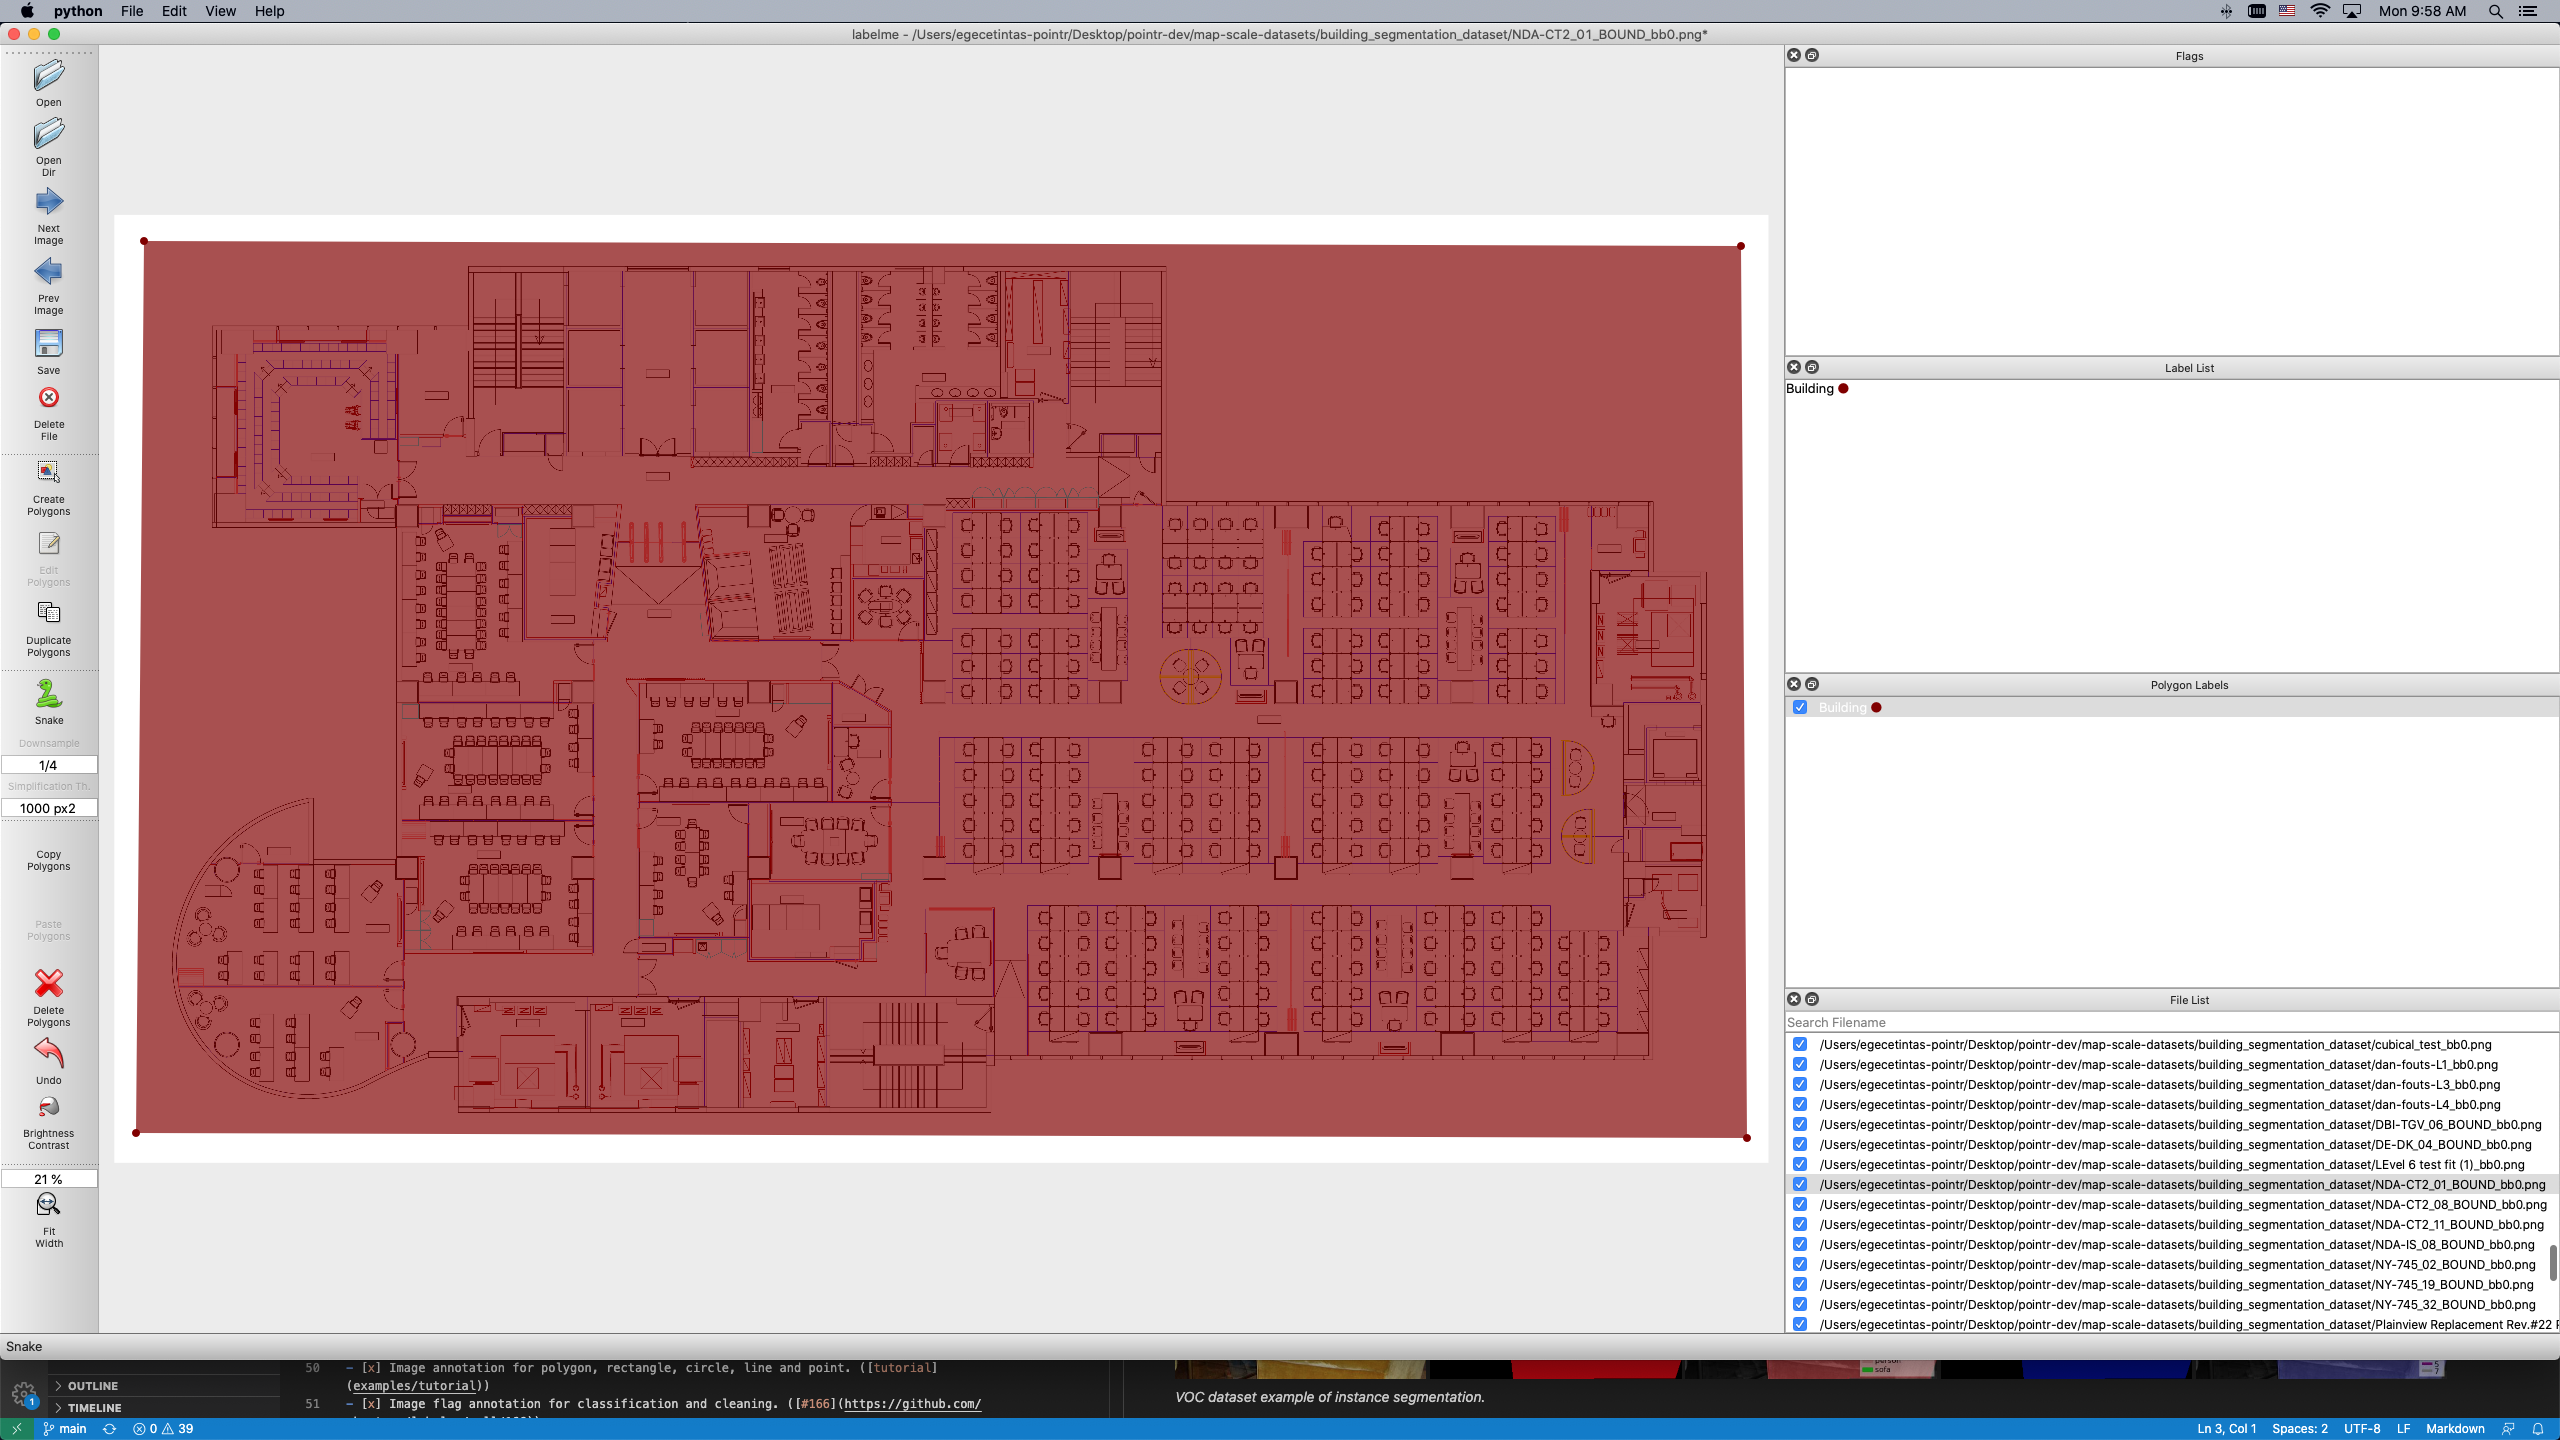 python File Edit View Help Mon 9:58 AM
labelme - /Users/egecetintas-pointr/Desktop/pointr-dev/map-scale-datasets/building_segmentation_dataset/NDA-CT2_01_BOUND_bb0.png*
Open
Open
Dir
Next
Image
Prev
Image
Save
Delete
File
Create
Polygons
Edit
Polygons
Duplicate
Polygons
Snake
Downsample
1/4
Simplification Th.
1000 px2
Copy
Polygons
Paste
Polygons
Delete
Polygons
Undo
Brightness
Contrast
21 %
Fit
Width
Flags
Label List
Building
Polygon Labels
Building
File List
Search Filename
/Users/egecetintas-pointr/Desktop/pointr-dev/map-scale-datasets/building_segmentation_dataset/cubical_test_bb0.png
/Users/egecetintas-pointr/Desktop/pointr-dev/map-scale-datasets/building_segmentation_dataset/dan-fouts-L1_bb0.png
/Users/egecetintas-pointr/Desktop/pointr-dev/map-scale-datasets/building_segmentation_dataset/dan-fouts-L3_bb0.png
/Users/egecetintas-pointr/Desktop/pointr-dev/map-scale-datasets/building_segmentation_dataset/dan-fouts-L4_bb0.png
/Users/egecetintas-pointr/Desktop/pointr-dev/map-scale-datasets/building_segmentation_dataset/DBI-TGV_06_BOUND_bb0.png
/Users/egecetintas-pointr/Desktop/pointr-dev/map-scale-datasets/building_segmentation_dataset/DE-DK_04_BOUND_bb0.png
/Users/egecetintas-pointr/Desktop/pointr-dev/map-scale-datasets/building_segmentation_dataset/LEvel 6 test fit (1)_bb0.png
/Users/egecetintas-pointr/Desktop/pointr-dev/map-scale-datasets/building_segmentation_dataset/NDA-CT2_01_BOUND_bb0.png
/Users/egecetintas-pointr/Desktop/pointr-dev/map-scale-datasets/building_segmentation_dataset/NDA-CT2_08_BOUND_bb0.png
/Users/egecetintas-pointr/Desktop/pointr-dev/map-scale-datasets/building_segmentation_dataset/NDA-CT2_11_BOUND_bb0.png
/Users/egecetintas-pointr/Desktop/pointr-dev/map-scale-datasets/building_segmentation_dataset/NDA-IS_08_BOUND_bb0.png
/Users/egecetintas-pointr/Desktop/pointr-dev/map-scale-datasets/building_segmentation_dataset/NY-745_02_BOUND_bb0.png
/Users/egecetintas-pointr/Desktop/pointr-dev/map-scale-datasets/building_segmentation_dataset/NY-745_19_BOUND_bb0.png
/Users/egecetintas-pointr/Desktop/pointr-dev/map-scale-datasets/building_segmentation_dataset/NY-745_32_BOUND_bb0.png
/Users/egecetintas-pointr/Desktop/pointr-dev/map-scale-datasets/building_segmentation_dataset/Plainview Replacement Rev.#22
Snake
OUTLINE
TIMELINE
50 - [x] Image annotation for polygon, rectangle, circle, line and point. ([tutorial]
(examples/tutorial))
51 - [x] Image flag annotation for classification and cleaning. ([#166](https://github.com/
person
sofa
VOC dataset example of instance segmentation.
1
main 0 39 Ln 3, Col 1 Spaces: 2 UTF-8 LF Markdown